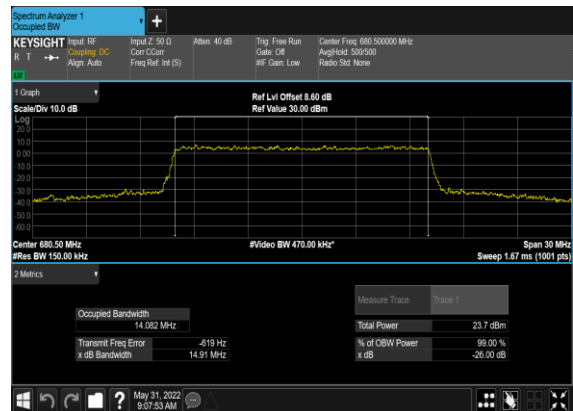 Spectrum Analyzer 1
Occupied BW
+
KEYSIGHT Input: RF Input Z: 50 Ω Atten: 40 dB Trig: Free Run Center Freq: 680.500000 MHz
R T Coupling: DC Corr CCorr Gate: Off Avg|Hold: 500/500
Align: Auto Freq Ref: Int (S) #IF Gain: Low Radio Std: None
LV
1 Graph
Ref Lvl Offset 8.60 dB
Scale/Div 10.0 dB Ref Value 30.00 dBm
Log
20.0
10.0
0.00
-10.0
-20.0
-30.0
-40.0
-50.0
-60.0
Center 680.50 MHz #Video BW 470.00 kHz* Span 30 MHz
#Res BW 150.00 kHz Sweep 1.67 ms (1001 pts)
2 Metrics
Measure Trace Trace 1
Occupied Bandwidth
14.082 MHz Total Power 23.7 dBm
Transmit Freq Error -619 Hz % of OBW Power 99.00 %
x dB Bandwidth 14.91 MHz x dB -26.00 dB
? May 31, 2022
9:07:53 AM